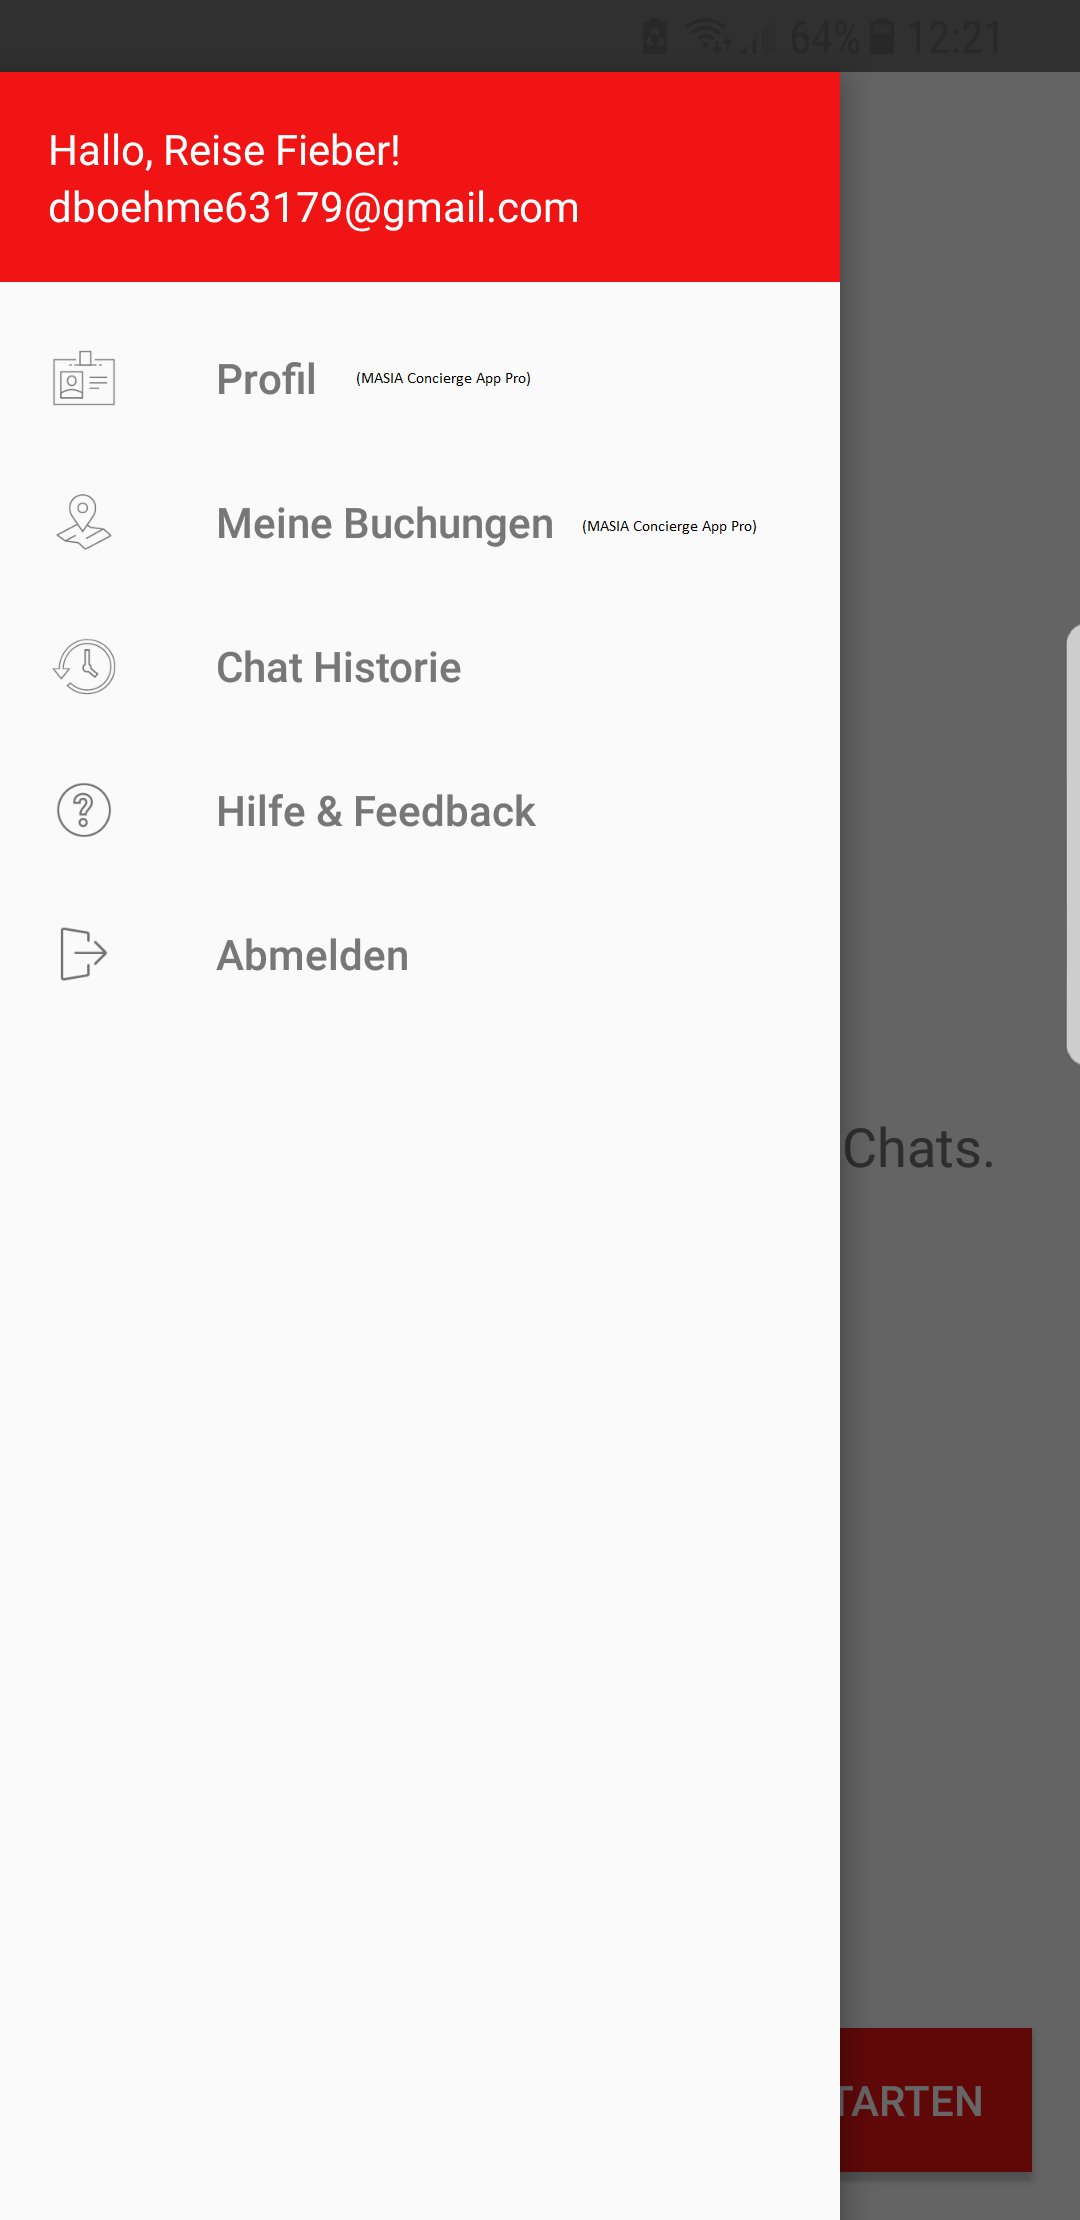 64% 12:21
Hallo, Reise Fieber!
dboehme63179@gmail.com
Profil (MASIA Concierge App Pro)
Meine Buchungen (MASIA Concierge App Pro)
Chat Historie
Hilfe & Feedback
Abmelden
Chats.
TARTEN